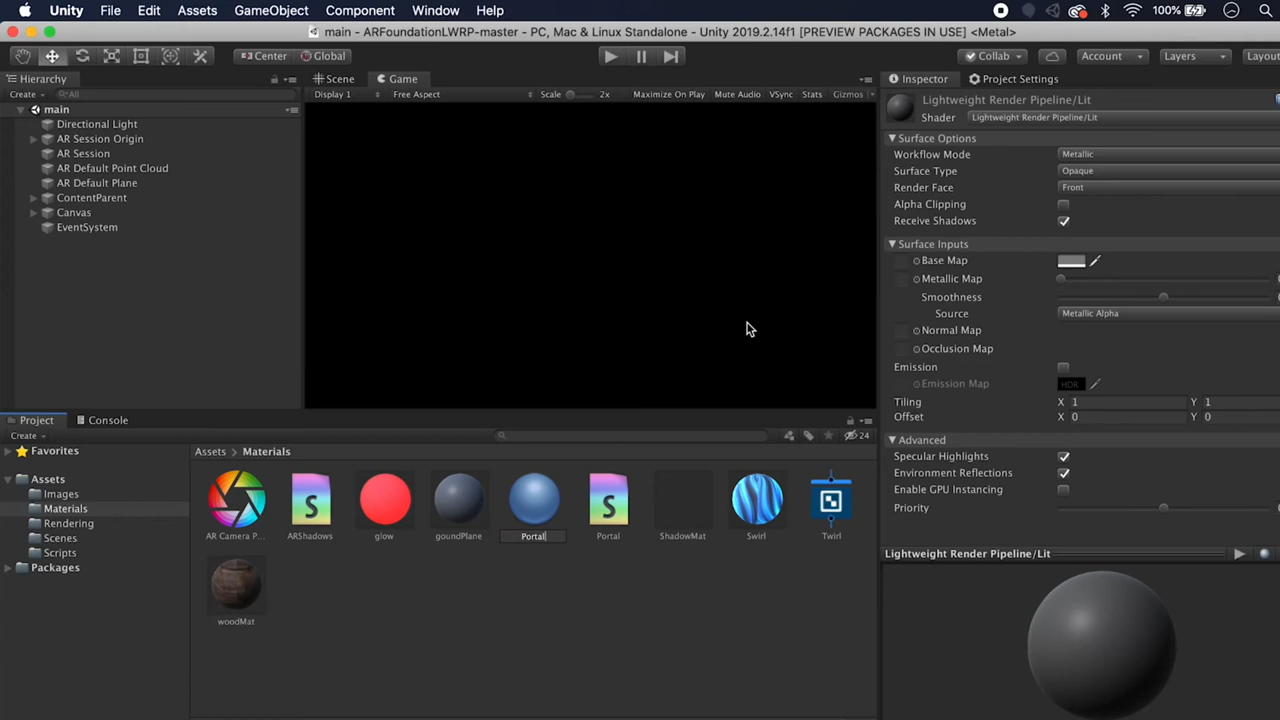 Unity File Edit Assets GameObject Component Window Help 100%
main - ARFoundationLWRP-master - PC, Mac & Linux Standalone - Unity 2019.2.14f1 [PREVIEW PACKAGES IN USE] <Metal>
Center Global Collab Account Layers Layou
Hierarchy Scene Game Inspector Project Settings
Create All Display 1 Free Aspect Scale 2x Maximize On Play Mute Audio VSync Stats Gizmos
Lightweight Render Pipeline/Lit
Shader Lightweight Render Pipeline/Lit
main
Directional Light
AR Session Origin
AR Session
AR Default Point Cloud
AR Default Plane
ContentParent
Canvas
EventSystem
Surface Options
Workflow Mode Metallic
Surface Type Opaque
Render Face Front
Alpha Clipping
Receive Shadows
Surface Inputs
Base Map
Metallic Map
Smoothness
Source Metallic Alpha
Normal Map
Occlusion Map
Emission
Emission Map HDR
Tiling X 1 Y 1
Offset X 0 Y 0
Advanced
Specular Highlights
Environment Reflections
Enable GPU Instancing
Priority
Lightweight Render Pipeline/Lit
Project Console
Create 24
Favorites
Assets
Images
Materials
Rendering
Scenes
Scripts
Packages
Assets Materials
S S
AR Camera P... ARShadows glow goundPlane Portal Portal ShadowMat Swirl Twirl
woodMat